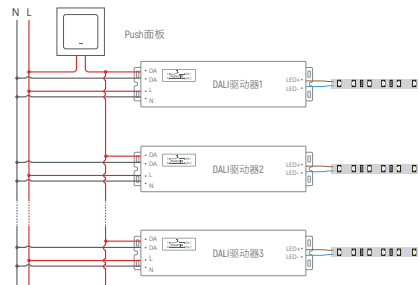 N L
Push面板
DA
DA
L
N
DALI驱动器1
LED+
LED-
DA
DA
L
N
DALI驱动器2
LED+
LED-
DA
DA
L
N
DALI驱动器3
LED+
LED-